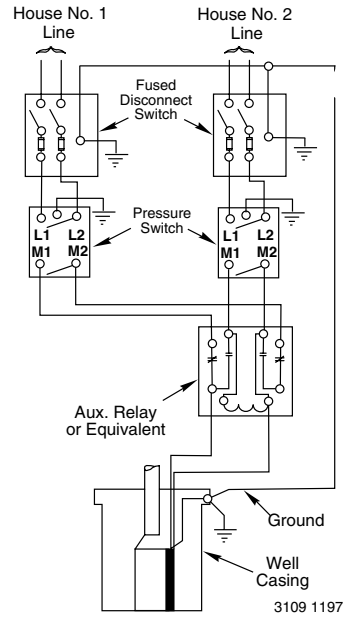 House No. 1
Line
House No. 2
Line
Fused
Disconnect
Switch
L1 L2
M1 M2
Pressure
Switch
L1 L2
M1 M2
Aux. Relay
or Equivalent
Ground
Well
Casing
3109 1197